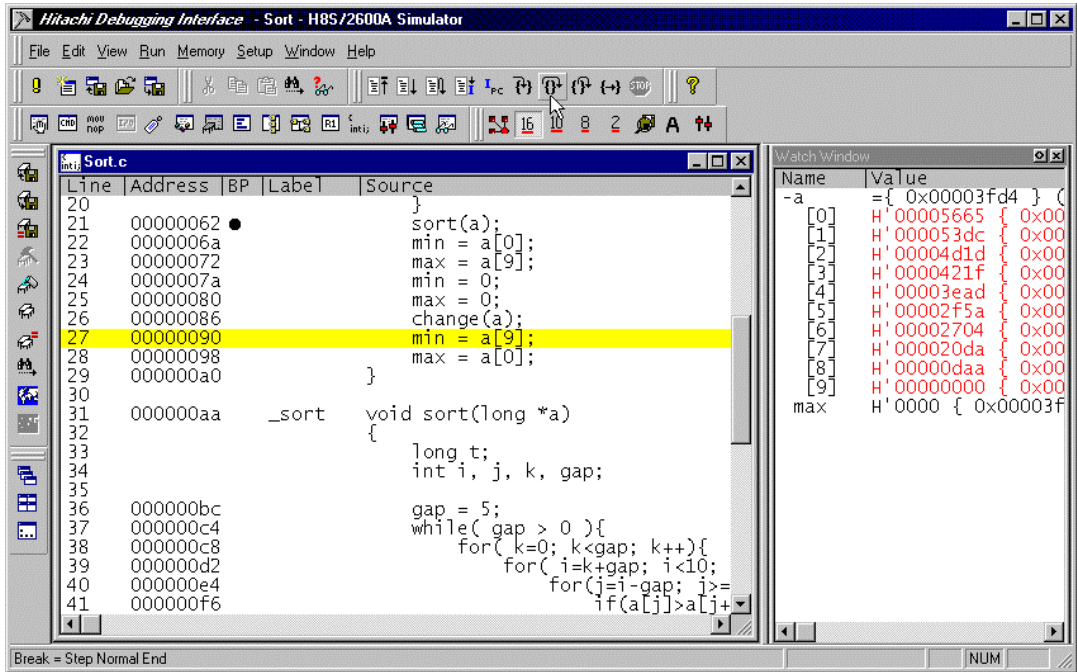 Hitachi Debugging Interface - Sort - H8S/2600A Simulator
File Edit View Run Memory Setup Window Help
IPC STOP
CMD mov nop R1 inti; 16 10 8 2 A
Sort.c
Line Address BP Label Source
20 }
21 00000062 ● sort(a);
22 0000006a min = a[0];
23 00000072 max = a[9];
24 0000007a min = 0;
25 00000080 max = 0;
26 00000086 change(a);
27 00000090 min = a[9];
28 00000098 max = a[0];
29 000000a0 }
30
31 000000aa _sort void sort(long *a)
32 {
33 long t;
34 int i, j, k, gap;
35
36 000000bc gap = 5;
37 000000c4 while( gap > 0 ){
38 000000c8 for( k=0; k<gap; k++){
39 000000d2 for( i=k+gap; i<10;
40 000000e4 for(j=i-gap; j>=
41 000000f6 if(a[j]>a[j+
Watch Window
Name Value
-a ={ 0x00003fd4 } (
[0] H'00005665 { 0x00
[1] H'000053dc { 0x00
[2] H'00004d1d { 0x00
[3] H'0000421f { 0x00
[4] H'00003ead { 0x00
[5] H'00002f5a { 0x00
[6] H'00002704 { 0x00
[7] H'000020da { 0x00
[8] H'00000daa { 0x00
[9] H'00000000 { 0x00
max H'0000 { 0x00003f
Break = Step Normal End
NUM